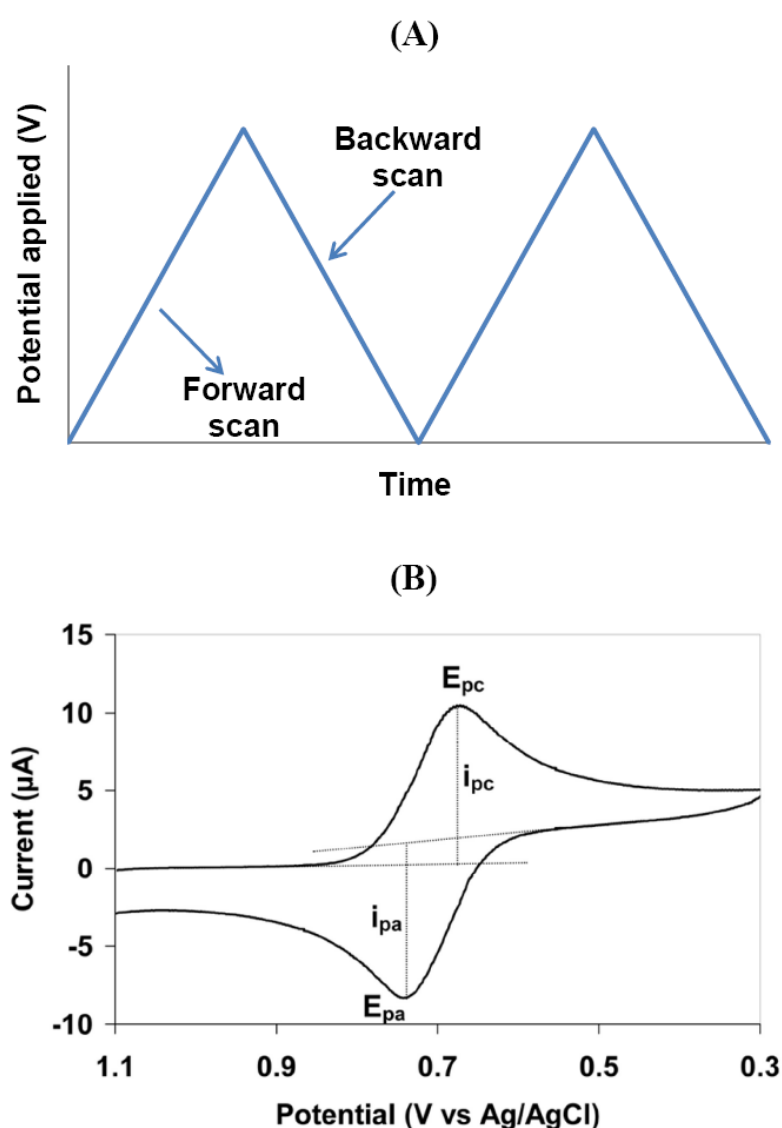 (A)
Potential applied (V)
Backward
scan
Forward
scan
Time
(B)
Current (µA)
15
10
5
0
-5
-10
Epc
ipc
ipa
Epa
1.1 0.9 0.7 0.5 0.3
Potential (V vs Ag/AgCl)